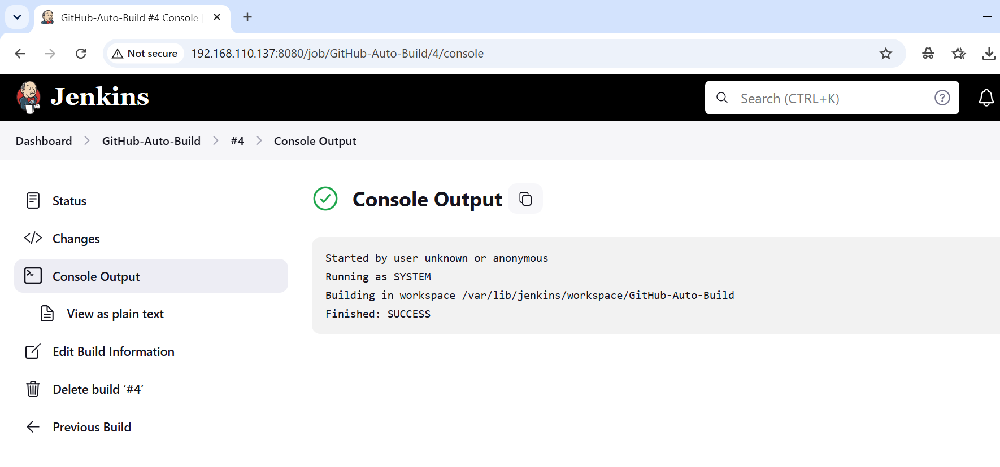 GitHub-Auto-Build #4 Console
Not secure
192.168.110.137:8080/job/GitHub-Auto-Build/4/console
Jenkins
Search (CTRL+K)
?
Dashboard > GitHub-Auto-Build > #4 > Console Output
Status
Changes
Console Output
View as plain text
Edit Build Information
Delete build ‘#4’
Previous Build
Console Output
Started by user unknown or anonymous
Running as SYSTEM
Building in workspace /var/lib/jenkins/workspace/GitHub-Auto-Build
Finished: SUCCESS